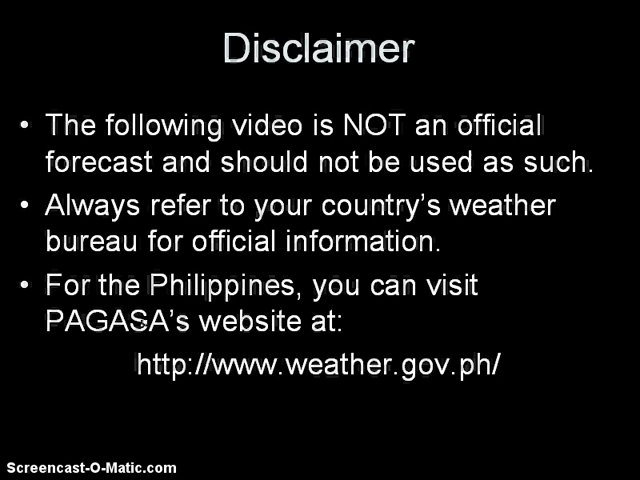 Disclaimer
• The following video is NOT an official
forecast and should not be used as such.
• Always refer to your country's weather
bureau for official information.
• For the Philippines, you can visit
PAGASA's website at:
http://www.weather.gov.ph/
Screencast-O-Matic.com